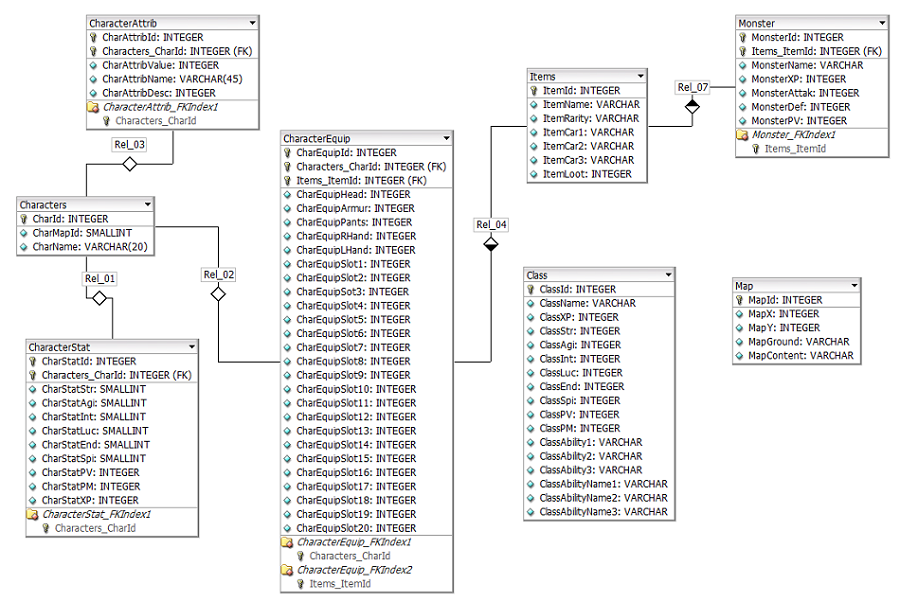 CharacterAttrib
CharAttribId: INTEGER
Characters_CharId: INTEGER (FK)
CharAttribValue: INTEGER
CharAttribName: VARCHAR(45)
CharAttribDesc: INTEGER
CharacterAttrib_FKIndex1
Characters_CharId
Rel_03
Characters
CharId: INTEGER
CharMapId: SMALLINT
CharName: VARCHAR(20)
Rel_01
Rel_02
CharacterStat
CharStatId: INTEGER
Characters_CharId: INTEGER (FK)
CharStatStr: SMALLINT
CharStatAgi: SMALLINT
CharStatInt: SMALLINT
CharStatLuc: SMALLINT
CharStatEnd: SMALLINT
CharStatSpi: SMALLINT
CharStatPV: INTEGER
CharStatPM: INTEGER
CharStatXP: INTEGER
CharacterStat_FKIndex1
Characters_CharId
CharacterEquip
CharEquipId: INTEGER
Characters_CharId: INTEGER (FK)
Items_ItemId: INTEGER (FK)
CharEquipHead: INTEGER
CharEquipArmur: INTEGER
CharEquipPants: INTEGER
CharEquipRHand: INTEGER
CharEquipLHand: INTEGER
CharEquipSlot1: INTEGER
CharEquipSlot2: INTEGER
CharEquipSot3: INTEGER
CharEquipSlot4: INTEGER
CharEquipSlot5: INTEGER
CharEquipSlot6: INTEGER
CharEquipSlot7: INTEGER
CharEquipSlot8: INTEGER
CharEquipSlot9: INTEGER
CharEquipSlot10: INTEGER
CharEquipSlot11: INTEGER
CharEquipSlot12: INTEGER
CharEquipSlot13: INTEGER
CharEquipSlot14: INTEGER
CharEquipSlot15: INTEGER
CharEquipSlot16: INTEGER
CharEquipSlot17: INTEGER
CharEquipSlot18: INTEGER
CharEquipSlot19: INTEGER
CharEquipSlot20: INTEGER
CharacterEquip_FKIndex1
Characters_CharId
CharacterEquip_FKIndex2
Items_ItemId
Items
ItemId: INTEGER
ItemName: VARCHAR
ItemRarity: VARCHAR
ItemCar1: VARCHAR
ItemCar2: VARCHAR
ItemCar3: VARCHAR
ItemLoot: INTEGER
Rel_04
Rel_07
Monster
MonsterId: INTEGER
Items_ItemId: INTEGER (FK)
MonsterName: VARCHAR
MonsterXP: INTEGER
MonsterAttak: INTEGER
MonsterDef: INTEGER
MonsterPV: INTEGER
Monster_FKIndex1
Items_ItemId
Class
ClassId: INTEGER
ClassName: VARCHAR
ClassXP: INTEGER
ClassStr: INTEGER
ClassAgi: INTEGER
ClassInt: INTEGER
ClassLuc: INTEGER
ClassEnd: INTEGER
ClassSpi: INTEGER
ClassPV: INTEGER
ClassPM: INTEGER
ClassAbility1: VARCHAR
ClassAbilty2: VARCHAR
ClassAbilty3: VARCHAR
ClassAbiltyName1: VARCHAR
ClassAbiltyName2: VARCHAR
ClassAbiltyName3: VARCHAR
Map
MapId: INTEGER
MapX: INTEGER
MapY: INTEGER
MapGround: VARCHAR
MapContent: VARCHAR